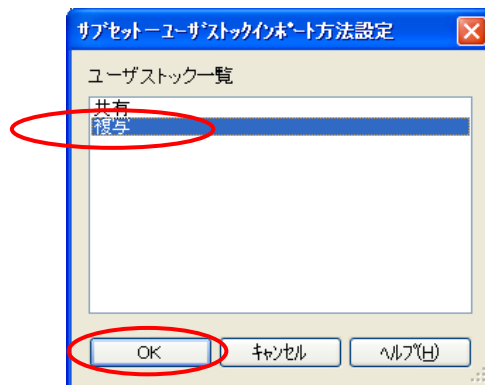 ｻﾌﾞｾｯﾄーﾕｰｻﾞｽﾄｯｸｲﾝﾎﾟｰﾄ方法設定
ユーザストック一覧
共有
複写
OK
ｷｬﾝｾﾙ
ﾍﾙﾌﾟ(H)